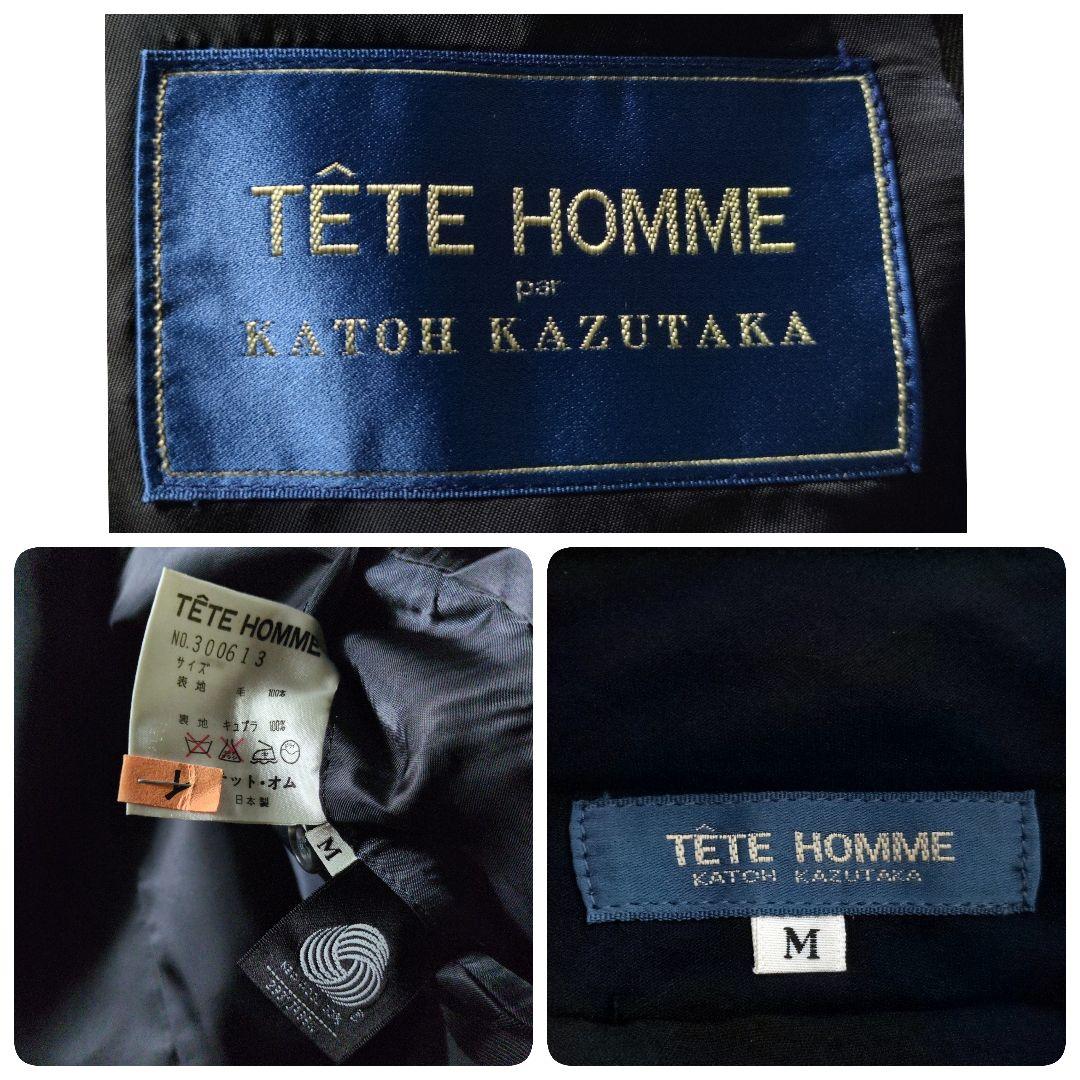 TÊTE HOMME
par
KATOH KAZUTAKA
TÊTE HOMME
NO.300613
サイズ
表 地 毛 100%
裏 地 キュプラ 100%
ット・オム
日本製
M
TÊTE HOMME
KATOH KAZUTAKA
M